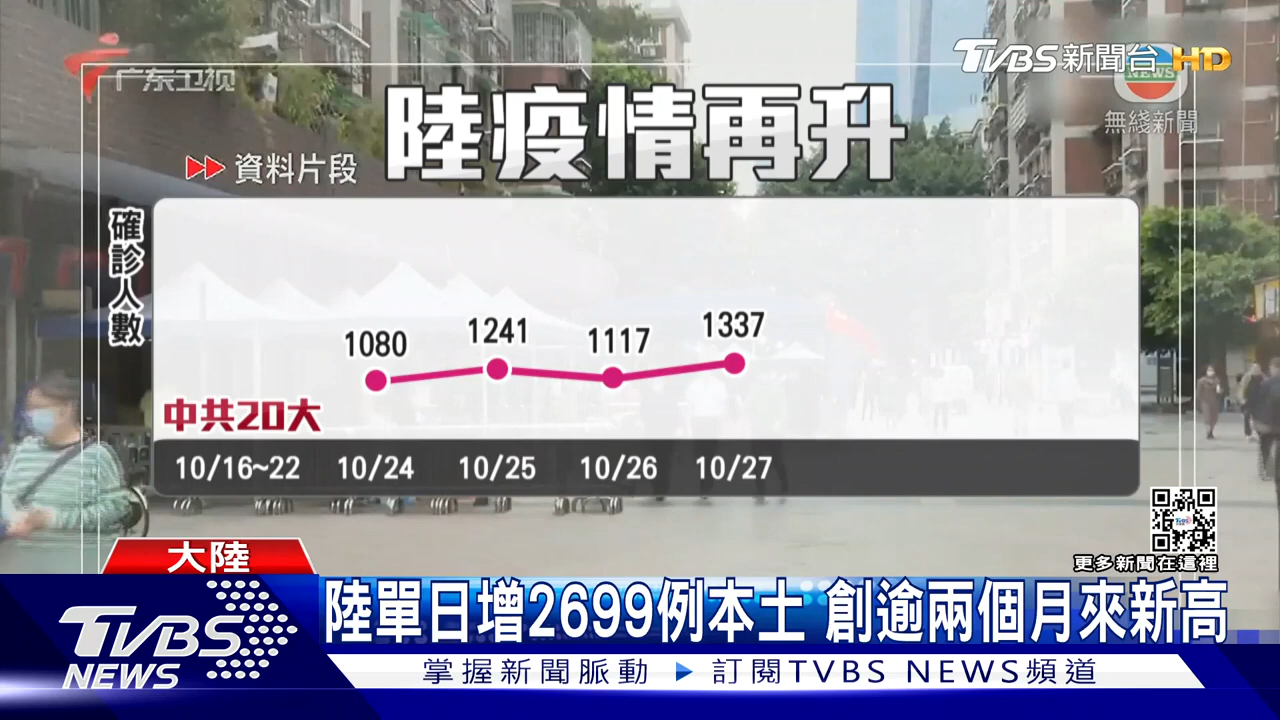 TVBS新聞台 HD
NEWS
广东卫视
無綫新聞
陸疫情再升
資料片段
確診人數
1080
1241
1117
1337
中共20大
10/16~22
10/24
10/25
10/26
10/27
更多新聞在這裡
大陸
TVBS NEWS
陸單日增2699例本土 創逾兩個月來新高
掌握新聞脈動 訂閱TVBS NEWS頻道